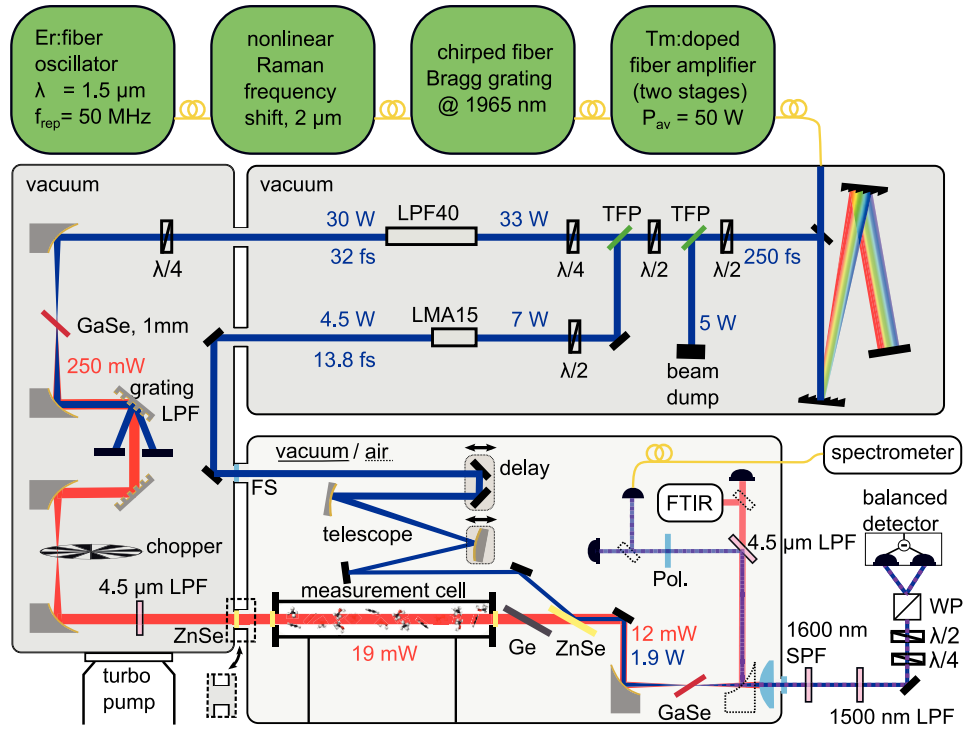 Er:fiber
oscillator
λ = 1.5 μm
f_rep = 50 MHz
nonlinear
Raman
frequency
shift, 2 μm
chirped fiber
Bragg grating
@ 1965 nm
Tm:doped
fiber amplifier
(two stages)
P_av = 50 W
vacuum
vacuum
30 W
LPF40
33 W
TFP
TFP
λ/4
32 fs
λ/4
λ/2
λ/2
250 fs
GaSe, 1mm
4.5 W
LMA15
7 W
5 W
250 mW
13.8 fs
λ/2
beam
dump
grating
LPF
vacuum / air
delay
spectrometer
FS
FTIR
balanced
detector
telescope
chopper
4.5 μm LPF
Pol.
4.5 μm LPF
measurement cell
WP
ZnSe
19 mW
Ge
ZnSe
12 mW
1.9 W
1600 nm
SPF
λ/2
λ/4
turbo
pump
GaSe
1500 nm LPF